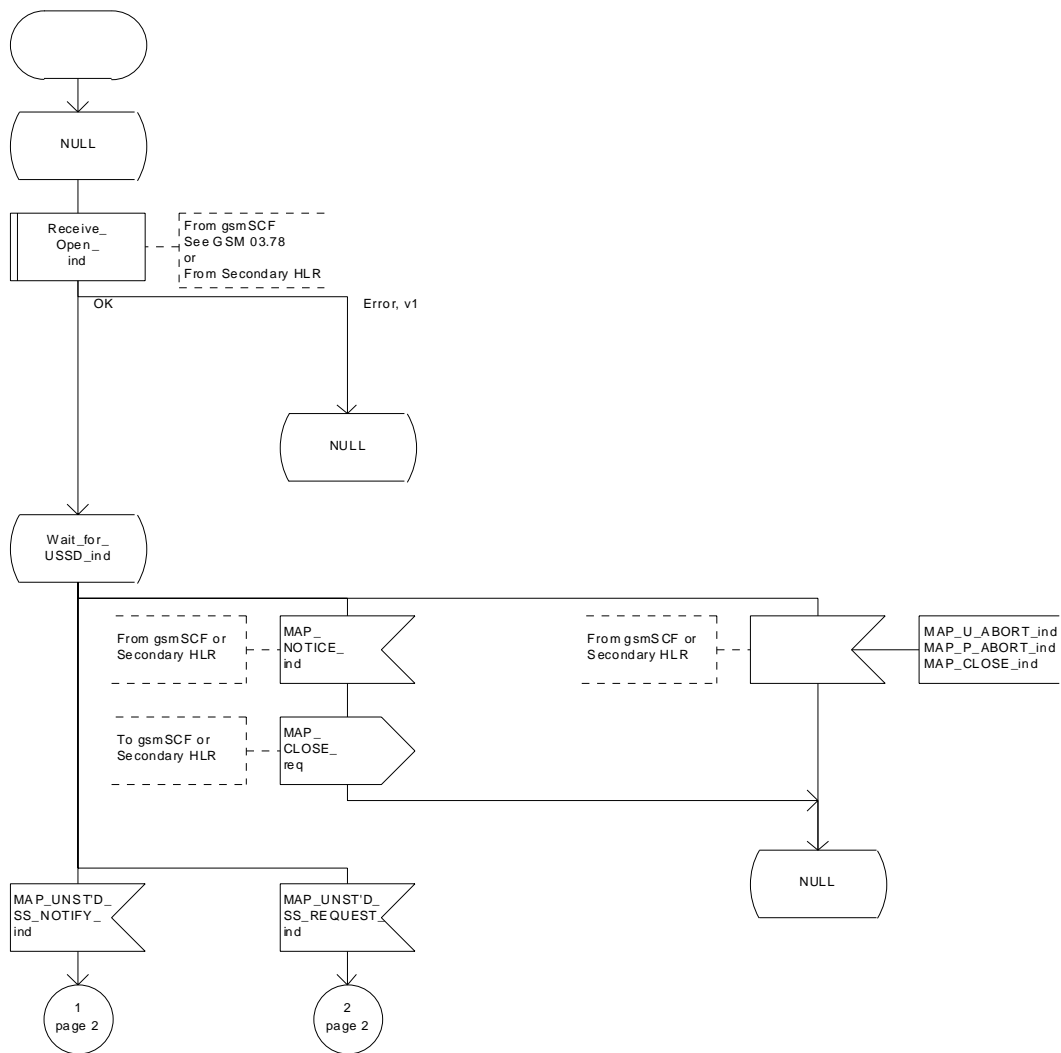 NULL
Receive_
Open_
ind
From gsmSCF
See GSM 03.78
or
From Secondary HLR
OK
Error, v1
NULL
Wait_for_
USSD_ind
From gsmSCF or
Secondary HLR
MAP_
NOTICE_
ind
From gsmSCF or
Secondary HLR
MAP_U_ABORT_ind
MAP_P_ABORT_ind
MAP_CLOSE_ind
To gsmSCF or
Secondary HLR
MAP_
CLOSE_
req
NULL
MAP_UNST'D_
SS_NOTIFY_
ind
MAP_UNST'D_
SS_REQUEST_
ind
1
page 2
2
page 2